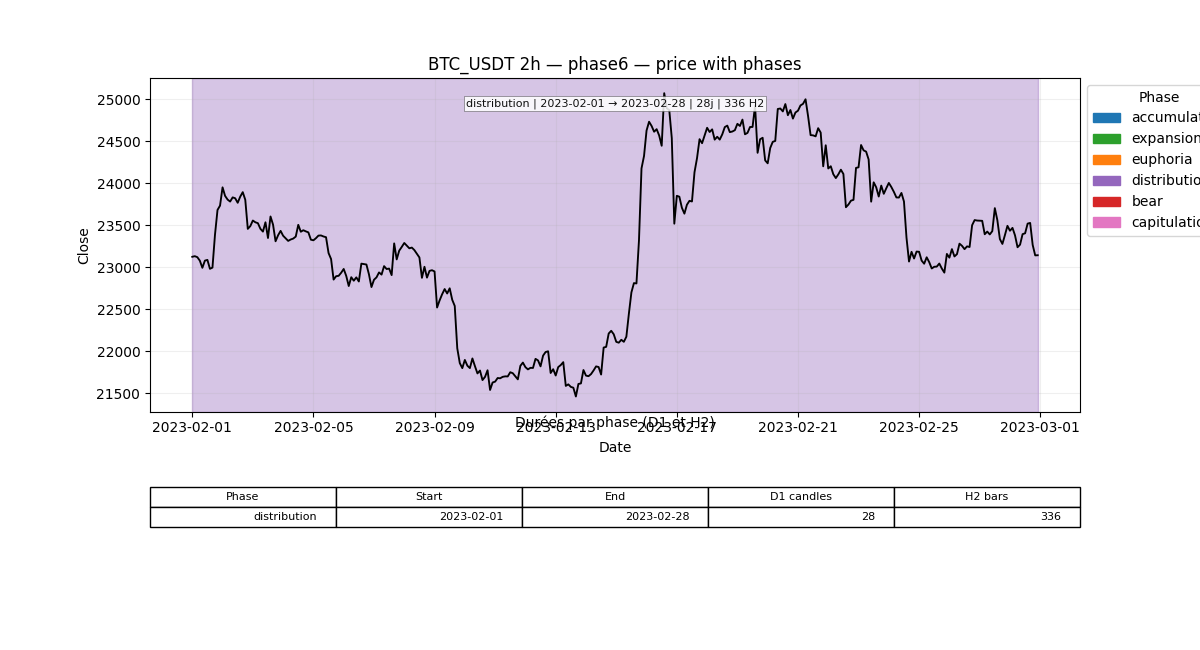 BTC_USDT 2h — phase6 — price with phases
distribution | 2023-02-01 → 2023-02-28 | 28j | 336 H2
Close
25000
24500
24000
23500
23000
22500
22000
21500
Phase
accumulat
expansion
euphoria
distributio
bear
capitulatio
Durées par phase (D1 et H2)
2023-02-01 2023-02-05 2023-02-09 2023-02-13 2023-02-17 2023-02-21 2023-02-25 2023-03-01
Date
Phase Start End D1 candles H2 bars
distribution 2023-02-01 2023-02-28 28 336